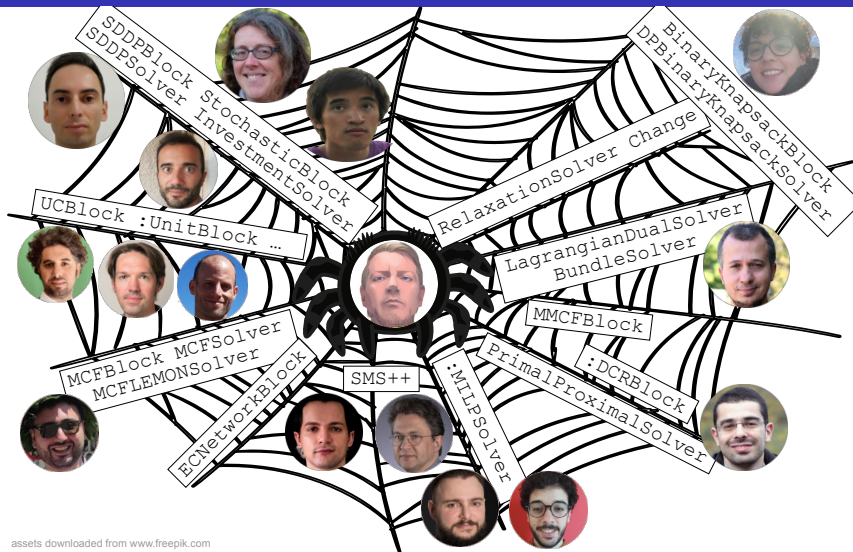 SDDPBlock StochasticBlock
SDDPSolver InvestmentSolver
BinaryKnapsackBlock
DPBinaryKnapsackSolver
RelaxationSolver Change
UCBlock :UnitBlock …
LagrangianDualSolver
BundleSolver
MMCFBlock
MCFBlock MCFSolver
MCFLEMONSolver
ECNetworkBlock
SMS++
:MILPSolver
PrimalProximalSolver
:DCRBlock
assets downloaded from www.freepik.com